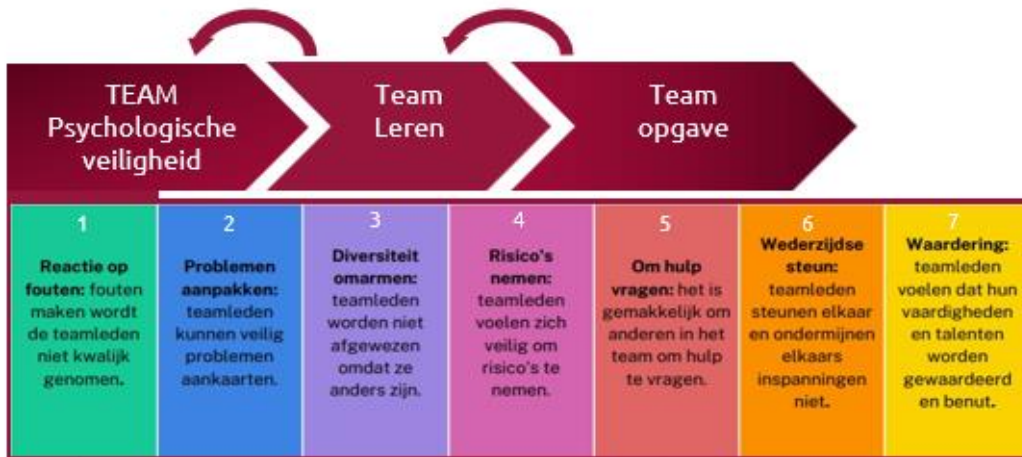 TEAM
Psychologische
veiligheid
Team
Leren
Team
opgave
1
Reactie op
fouten: fouten
maken wordt
de teamleden
niet kwalijk
genomen.
2
Problemen
aanpakken:
teamleden
kunnen veilig
problemen
aankaarten.
3
Diversiteit
omarmen:
teamleden
worden niet
afgewezen
omdat ze
anders zijn.
4
Risico's
nemen:
teamleden
voelen zich
veilig om
risico's te
nemen.
5
Om hulp
vragen: het is
gemakkelijk om
anderen in het
team om hulp
te vragen.
6
Wederzijdse
steun:
teamleden
steunen elkaar
en ondermijnen
elkaars
inspanningen
niet.
7
Waardering:
teamleden
voelen dat hun
vaardigheden
en talenten
worden
gewaardeerd
en benut.